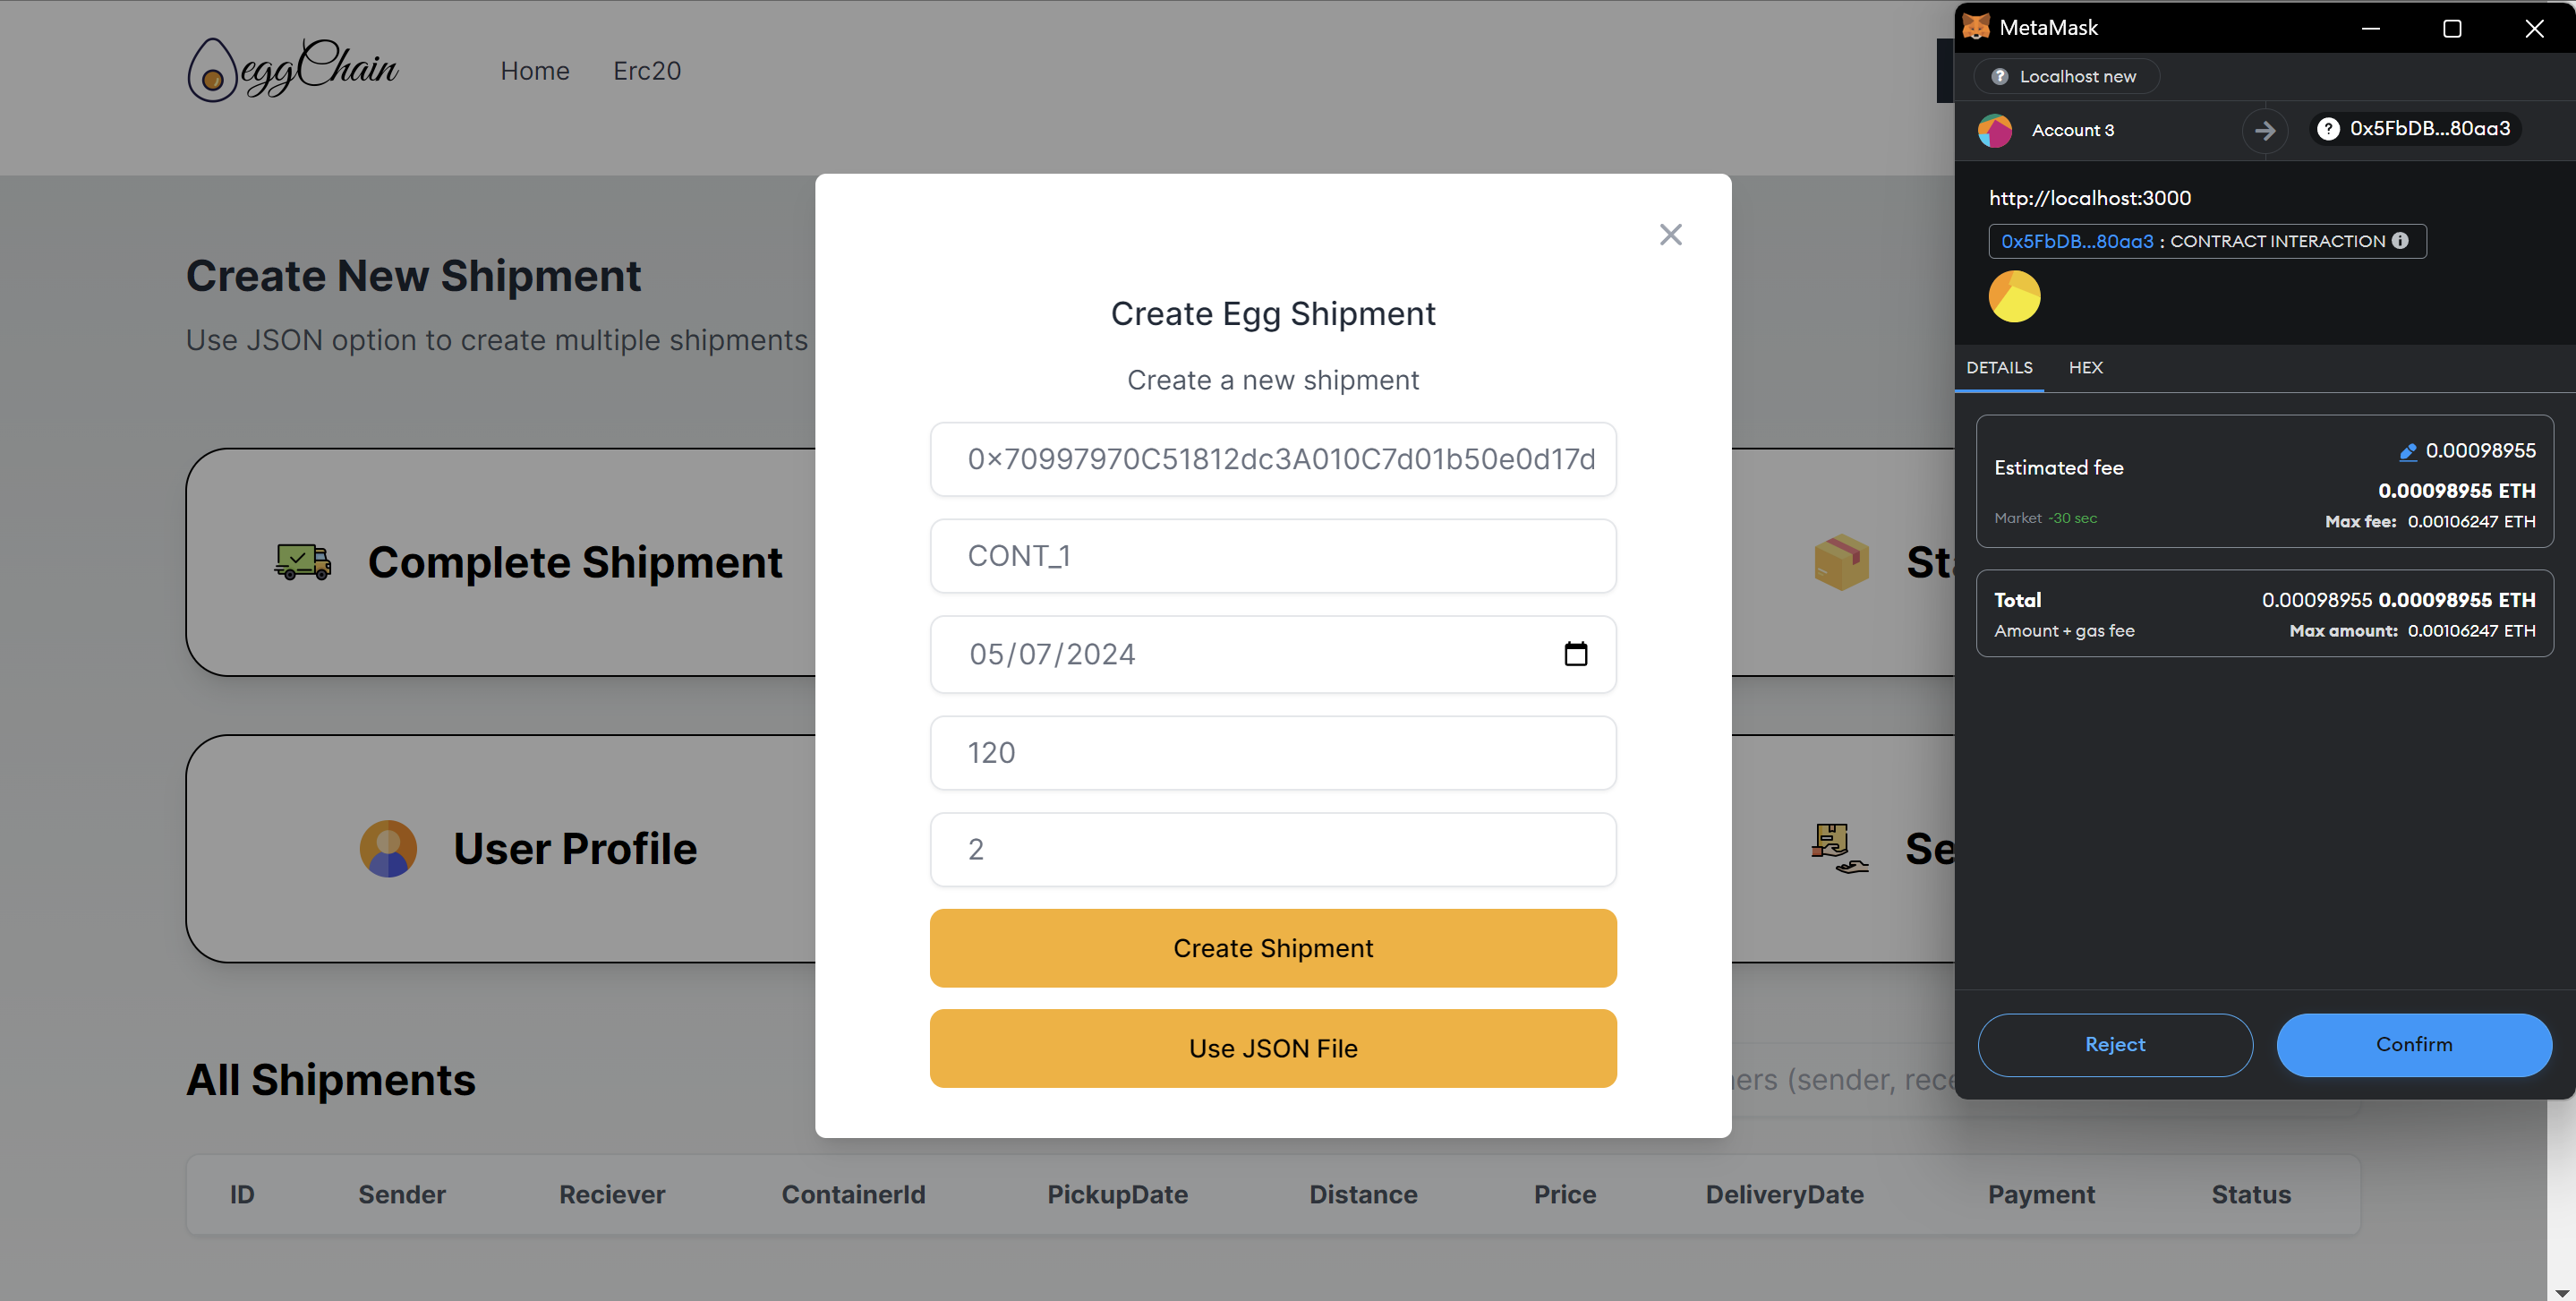 eggChain
Home
Erc20
Create New Shipment
Use JSON option to create multiple shipments
Complete Shipment
User Profile
All Shipments
(sender,
ID Sender Reciever ContainerId PickupDate Distance Price DeliveryDate Payment Status
Create Egg Shipment
Create a new shipment
0x70997970C51812dc3A010C7d01b50e0d17d
CONT_1
05/07/2024
120
2
Create Shipment
Use JSON File
MetaMask
Localhost new
Account 3
0x5FbDB...80aa3
http://localhost:3000
0x5FbDB...80aa3 : CONTRACT INTERACTION
DETAILS HEX
Estimated fee
0.00098955
0.00098955 ETH
Market ~30 sec
Max fee: 0.00106247 ETH
Total 0.00098955 0.00098955 ETH
Amount + gas fee Max amount: 0.00106247 ETH
Reject
Confirm